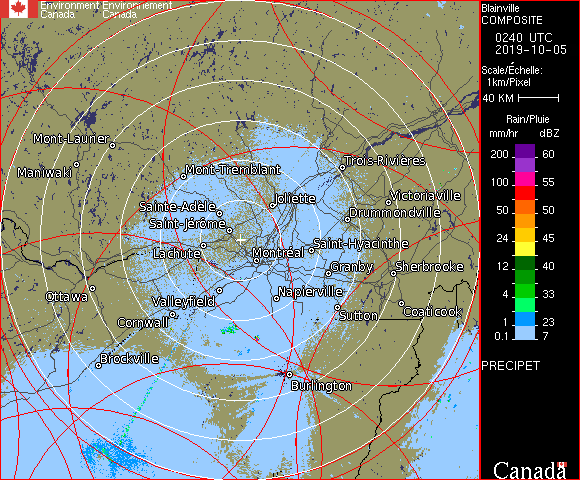 Environment Environnement
Canada Canada
Blainville
COMPOSITE
0240 UTC
2019-10-05
Scale/Échelle:
1km/Pixel
40 KM
Rain/Pluie
mm/hr dBZ
200 60
100 55
50 50
24 45
12 40
4 33
1 23
0.1 7
PRECIPET
Canada
Mont-Laurier
Maniwaki
Mont-Tremblant
Trois-Rivières
Sainte-Adèle
Joliette
Victoriaville
Drummondville
Saint-Jérôme
Saint-Hyacinthe
Lachute
Montréal
Granby
Sherbrooke
Ottawa
Valleyfield
Napierville
Cornwall
Sutton
Coaticook
Brockville
Burlington